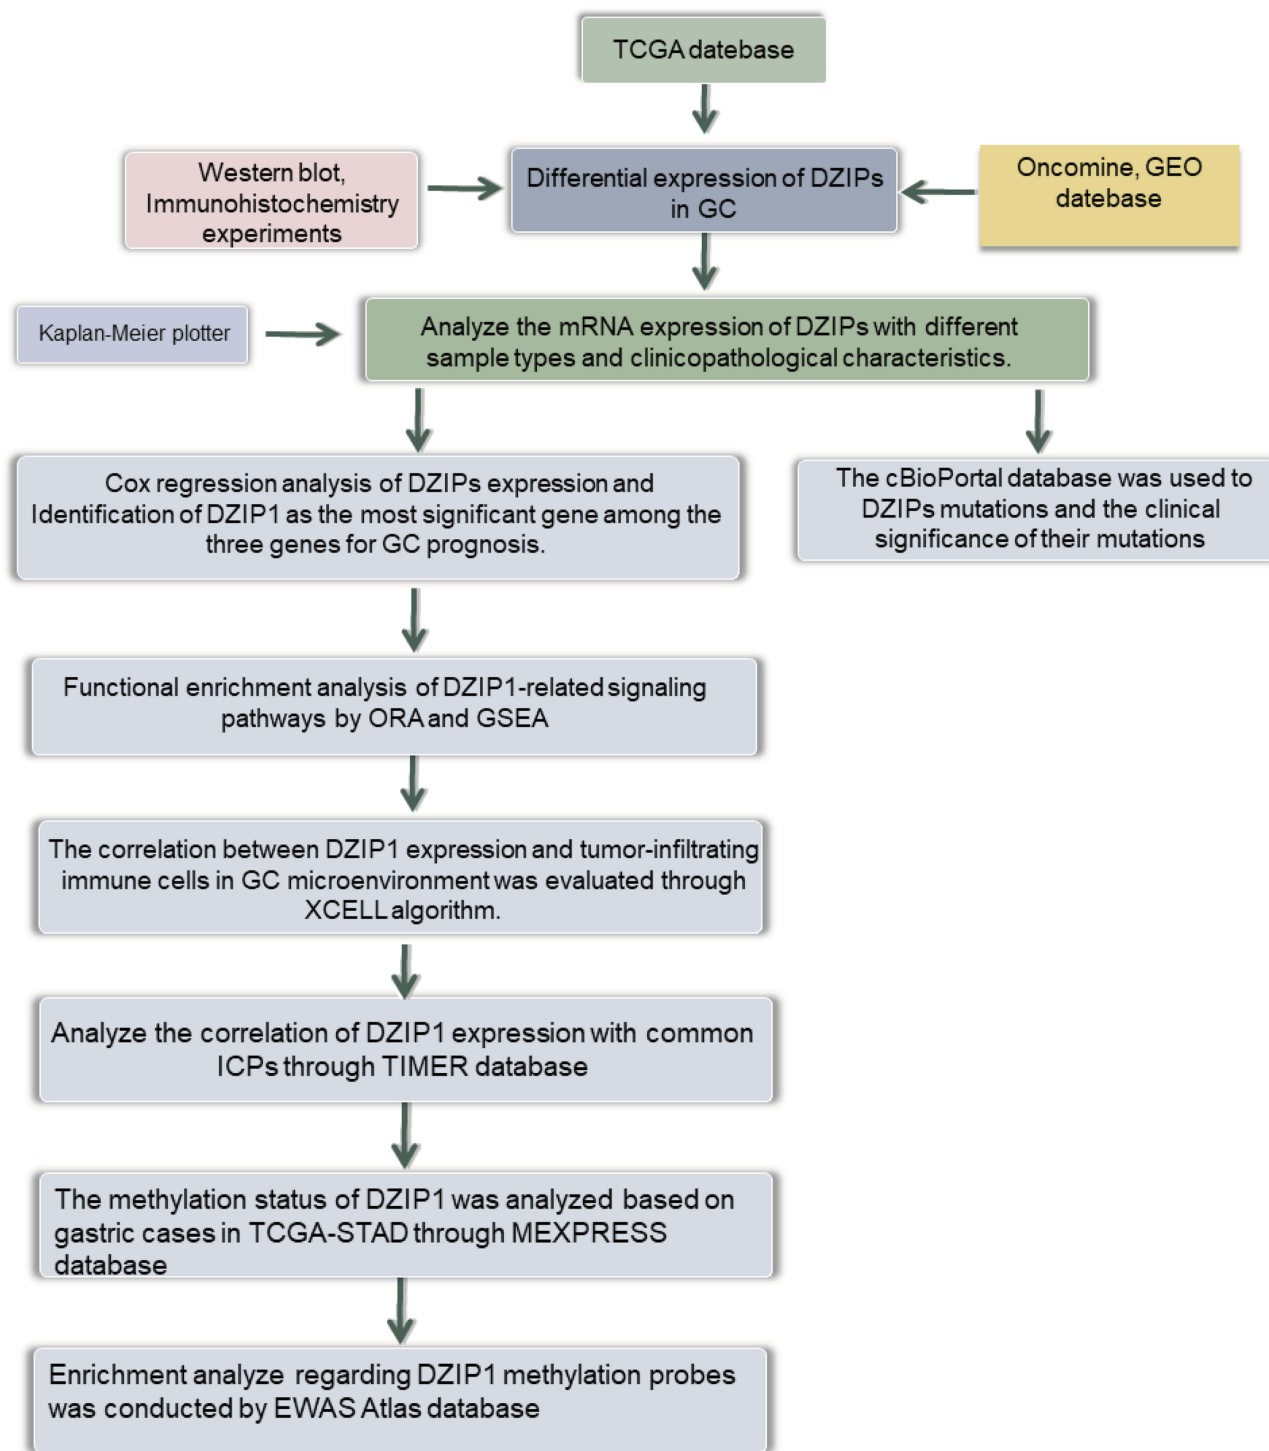 TCGA datebase
Western blot,
Immunohistochemistry
experiments
Differential expression of DZIPs
in GC
Oncomine, GEO
datebase
Kaplan-Meier plotter
Analyze the mRNA expression of DZIPs with different
sample types and clinicopathological characteristics.
Cox regression analysis of DZIPs expression and
Identification of DZIP1 as the most significant gene among the
three genes for GC prognosis.
The cBioPortal database was used to
DZIPs mutations and the clinical
significance of their mutations
Functional enrichment analysis of DZIP1-related signaling
pathways by ORA and GSEA
The correlation between DZIP1 expression and tumor-infiltrating
immune cells in GC microenvironment was evaluated through
XCELL algorithm.
Analyze the correlation of DZIP1 expression with common
ICPs through TIMER database
The methylation status of DZIP1 was analyzed based on
gastric cases in TCGA-STAD through MEXPRESS
database
Enrichment analyze regarding DZIP1 methylation probes
was conducted by EWAS Atlas database